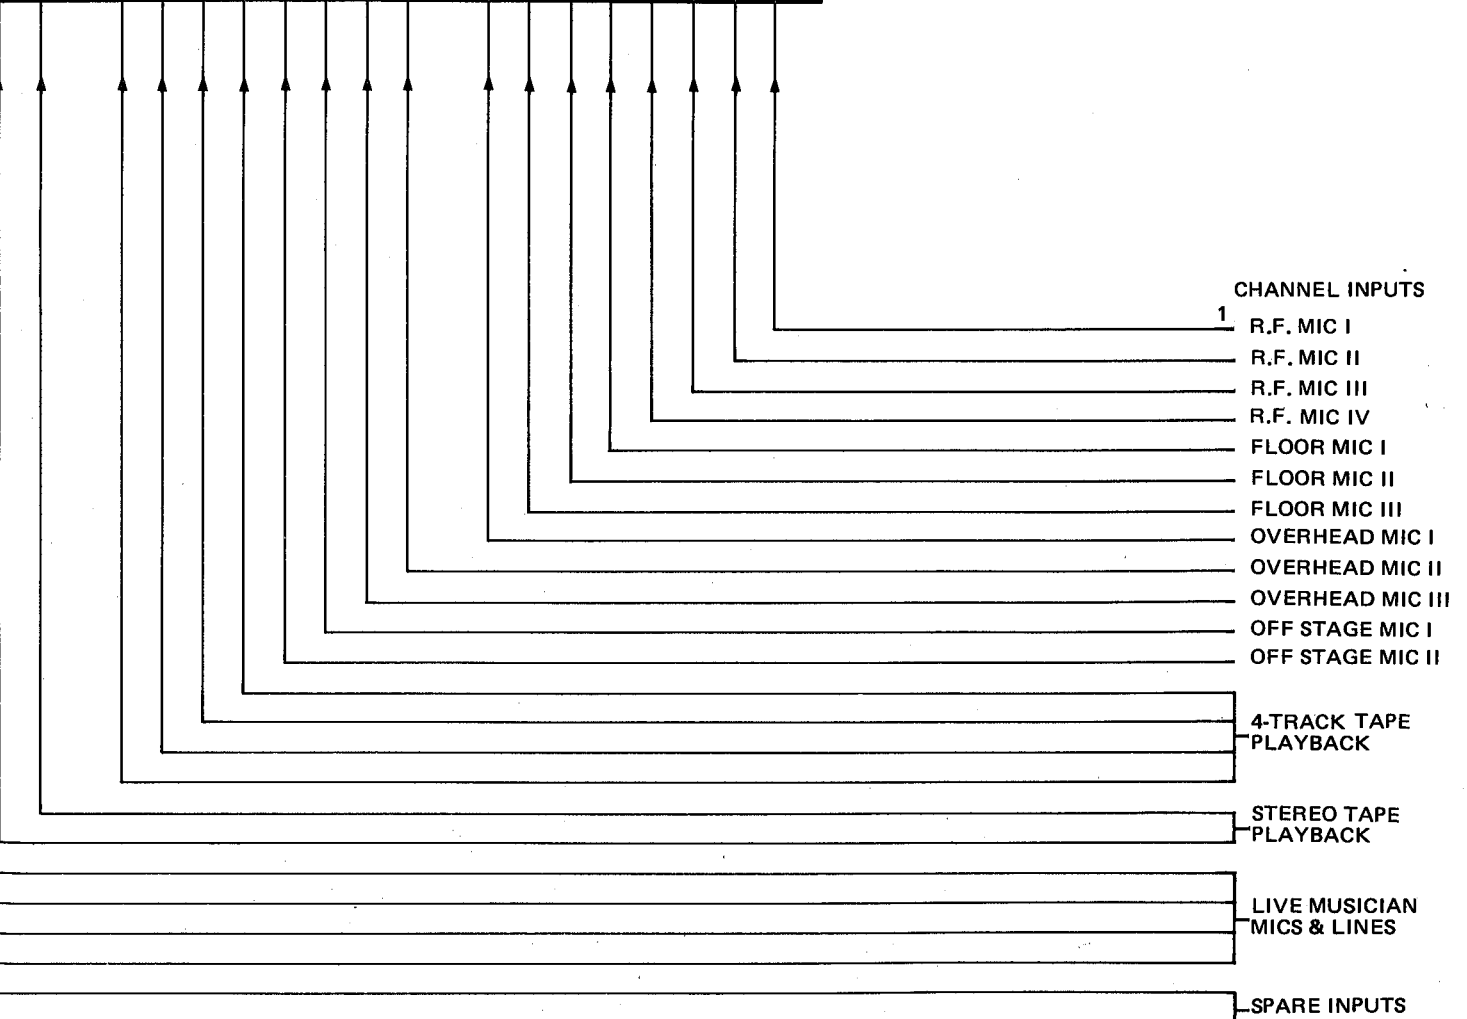 CHANNEL INPUTS
1
R.F. MIC I
R.F. MIC II
R.F. MIC III
R.F. MIC IV
FLOOR MIC I
FLOOR MIC II
FLOOR MIC III
OVERHEAD MIC I
OVERHEAD MIC II
OVERHEAD MIC III
OFF STAGE MIC I
OFF STAGE MIC II
4-TRACK TAPE
PLAYBACK
STEREO TAPE
PLAYBACK
LIVE MUSICIAN
MICS & LINES
SPARE INPUTS